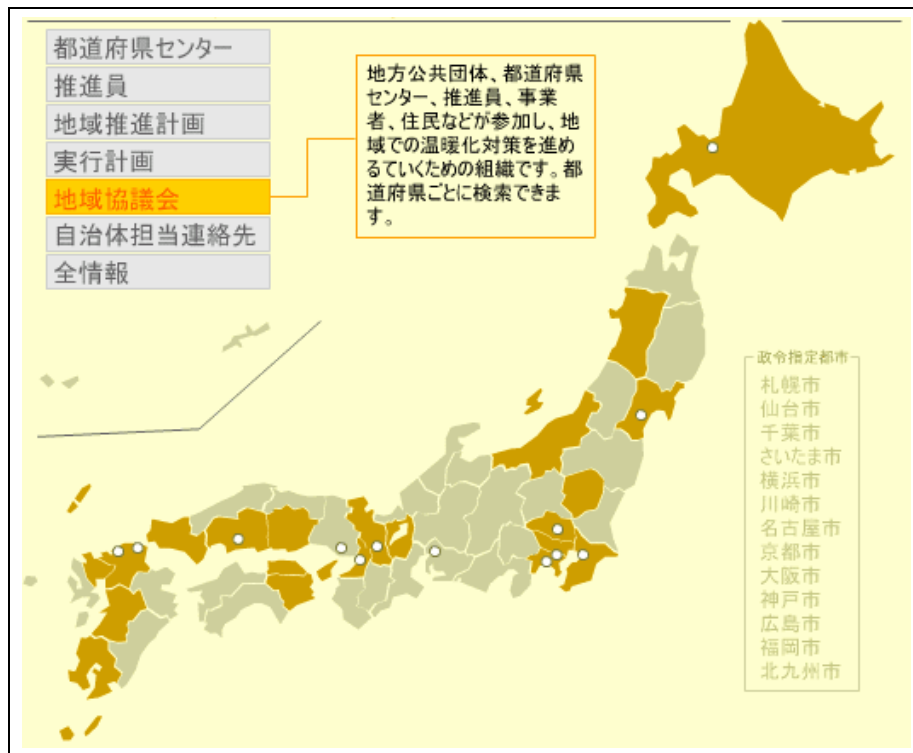 都道府県センター
推進員
地域推進計画
実行計画
地域協議会
自治体担当連絡先
全情報
地方公共団体、都道府県
センター、推進員、事業
者、住民などが参加し、地
域での温暖化対策を進め
るていくための組織です。都
道府県ごとに検索できま
す。
政令指定都市
札幌市
仙台市
千葉市
さいたま市
横浜市
川崎市
名古屋市
京都市
大阪市
神戸市
広島市
福岡市
北九州市